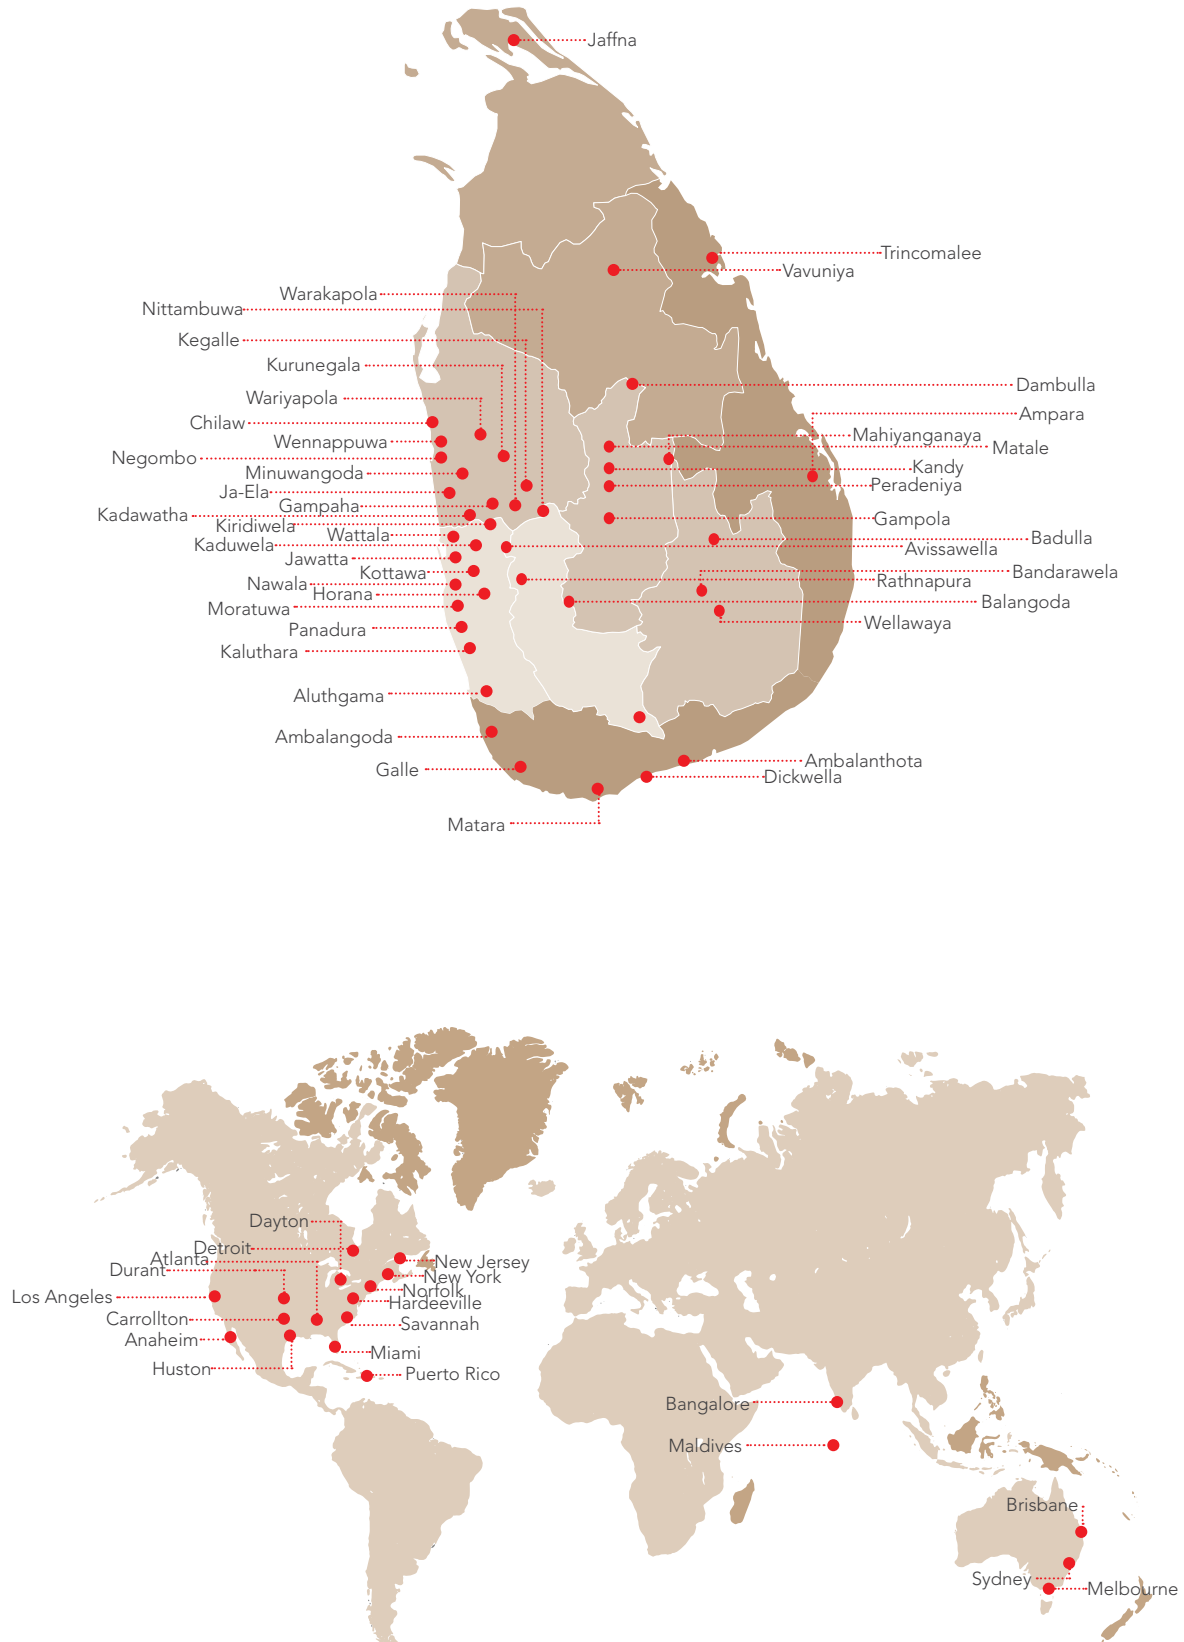 Jaffna
Trincomalee
Vavuniya
Warakapola
Nittambuwa
Kegalle
Kurunegala
Dambulla
Wariyapola
Ampara
Chilaw
Mahiyanganaya
Wennappuwa
Matale
Negombo
Kandy
Minuwangoda
Peradeniya
Ja-Ela
Gampaha
Kadawatha
Gampola
Kiridiwela
Wattala
Badulla
Kaduwela
Avissawella
Jawatta
Kottawa
Bandarawela
Nawala
Rathnapura
Horana
Balangoda
Moratuwa
Wellawaya
Panadura
Kaluthara
Aluthgama
Ambalangoda
Ambalanthota
Galle
Dickwella
Matara
Dayton
Detroit
Atlanta
New Jersey
Durant
New York
Norfolk
Los Angeles
Hardeeville
Carrollton
Savannah
Anaheim
Miami
Huston
Puerto Rico
Bangalore
Maldives
Brisbane
Sydney
Melbourne